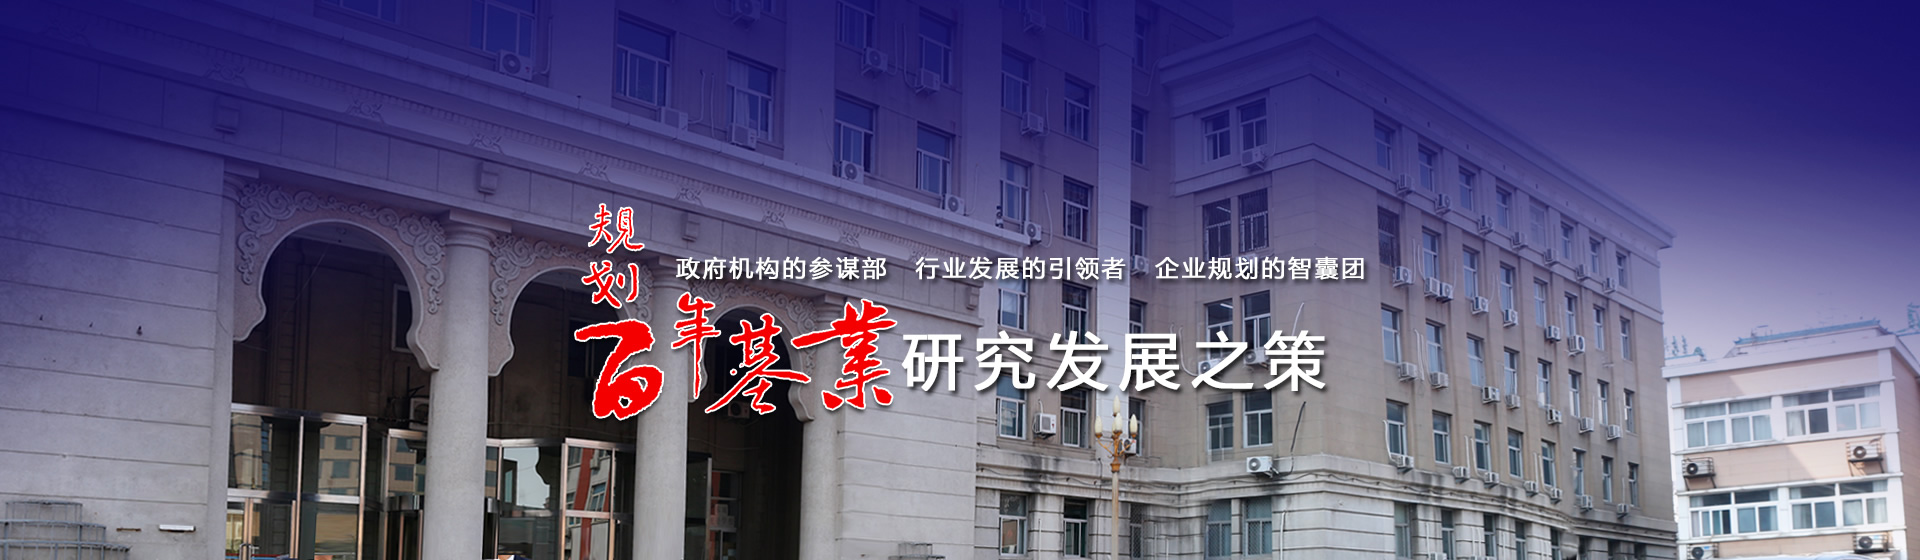 规划
政府机构的参谋部 行业发展的引领者 企业规划的智囊团
百年基業研究发展之策